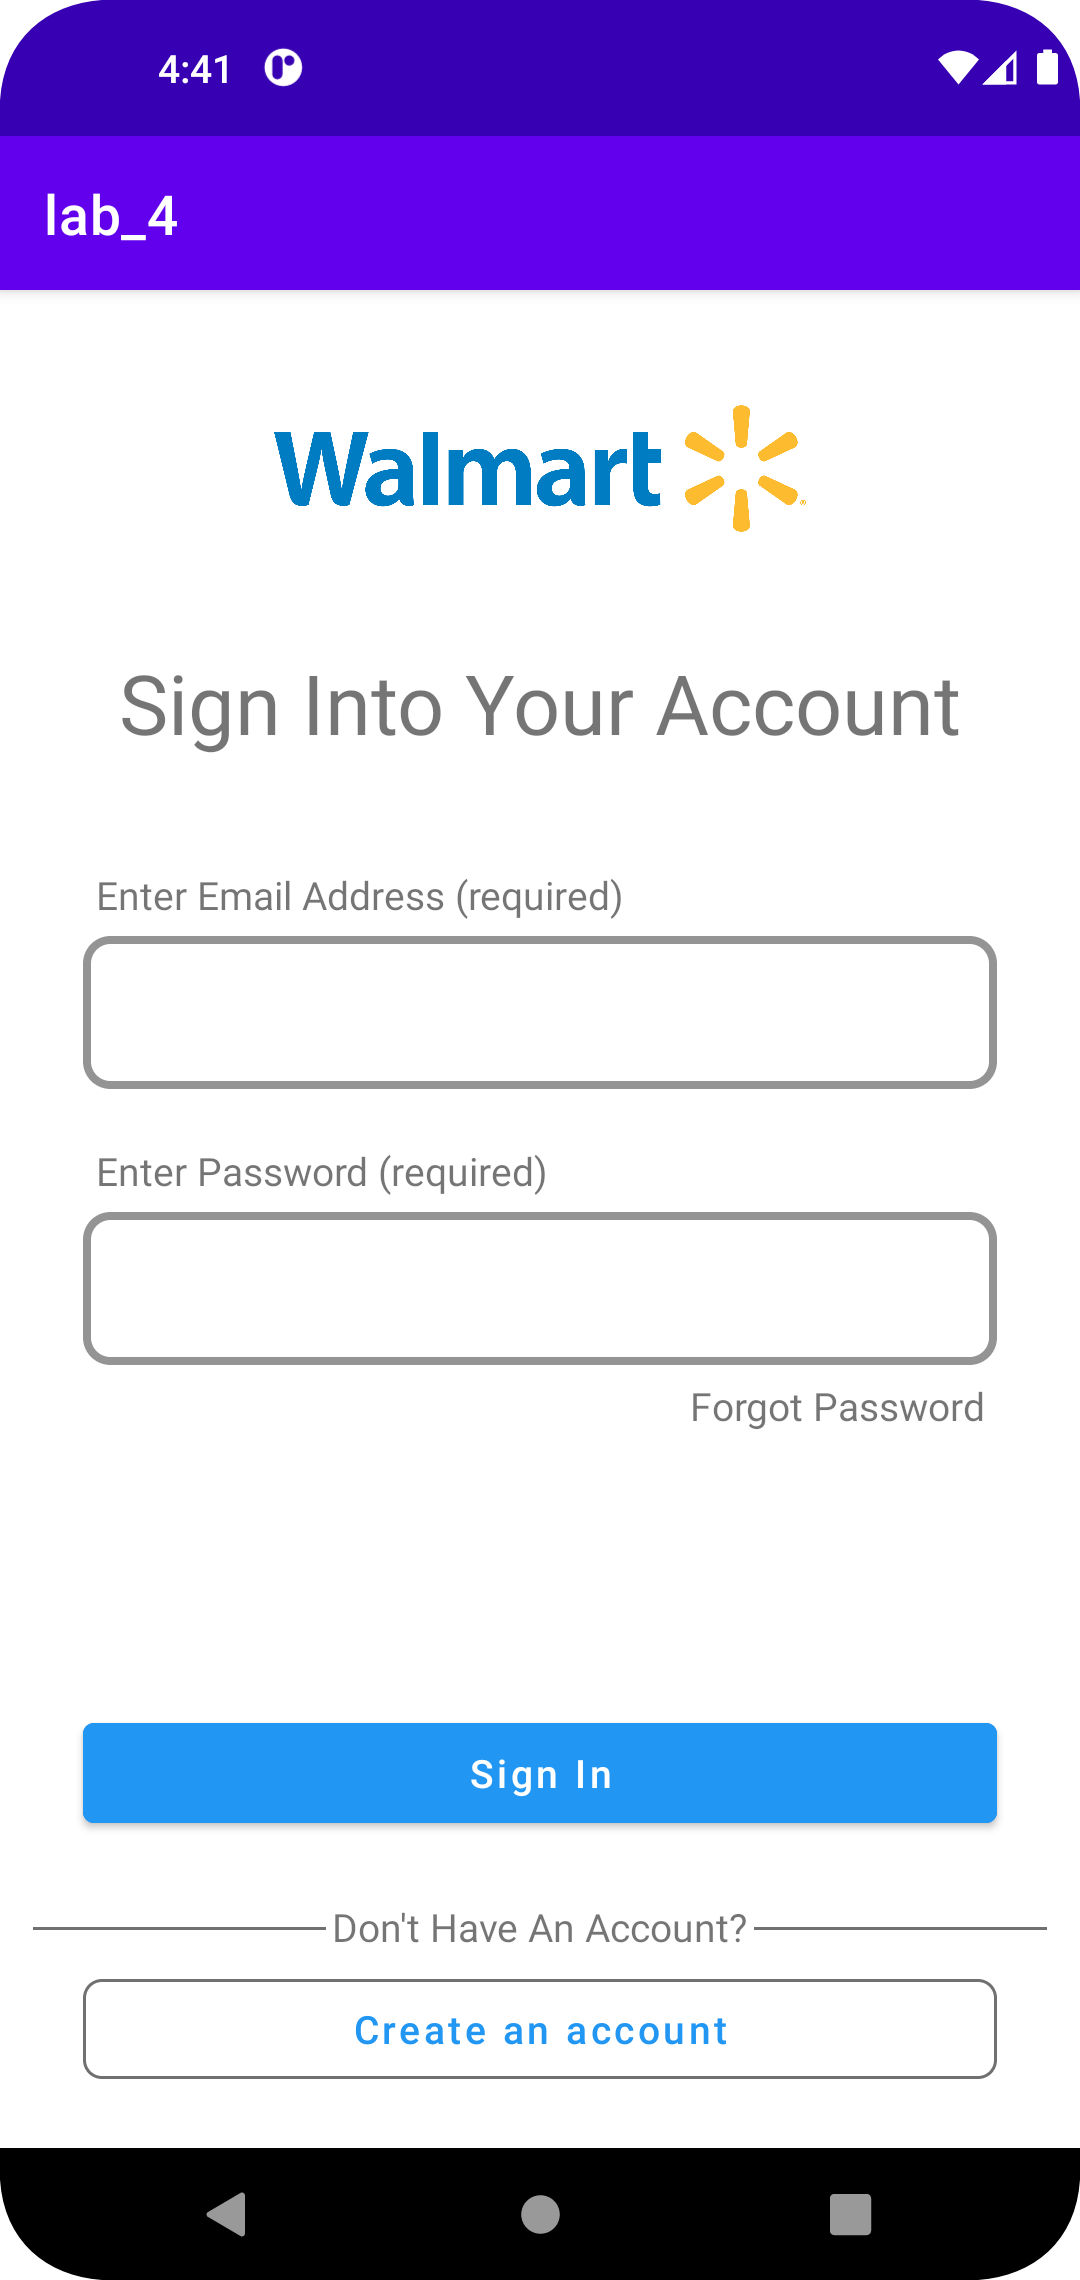 4:41
lab_4
Walmart
Sign Into Your Account
Enter Email Address (required)
Enter Password (required)
Forgot Password
Sign In
Don't Have An Account?
Create an account